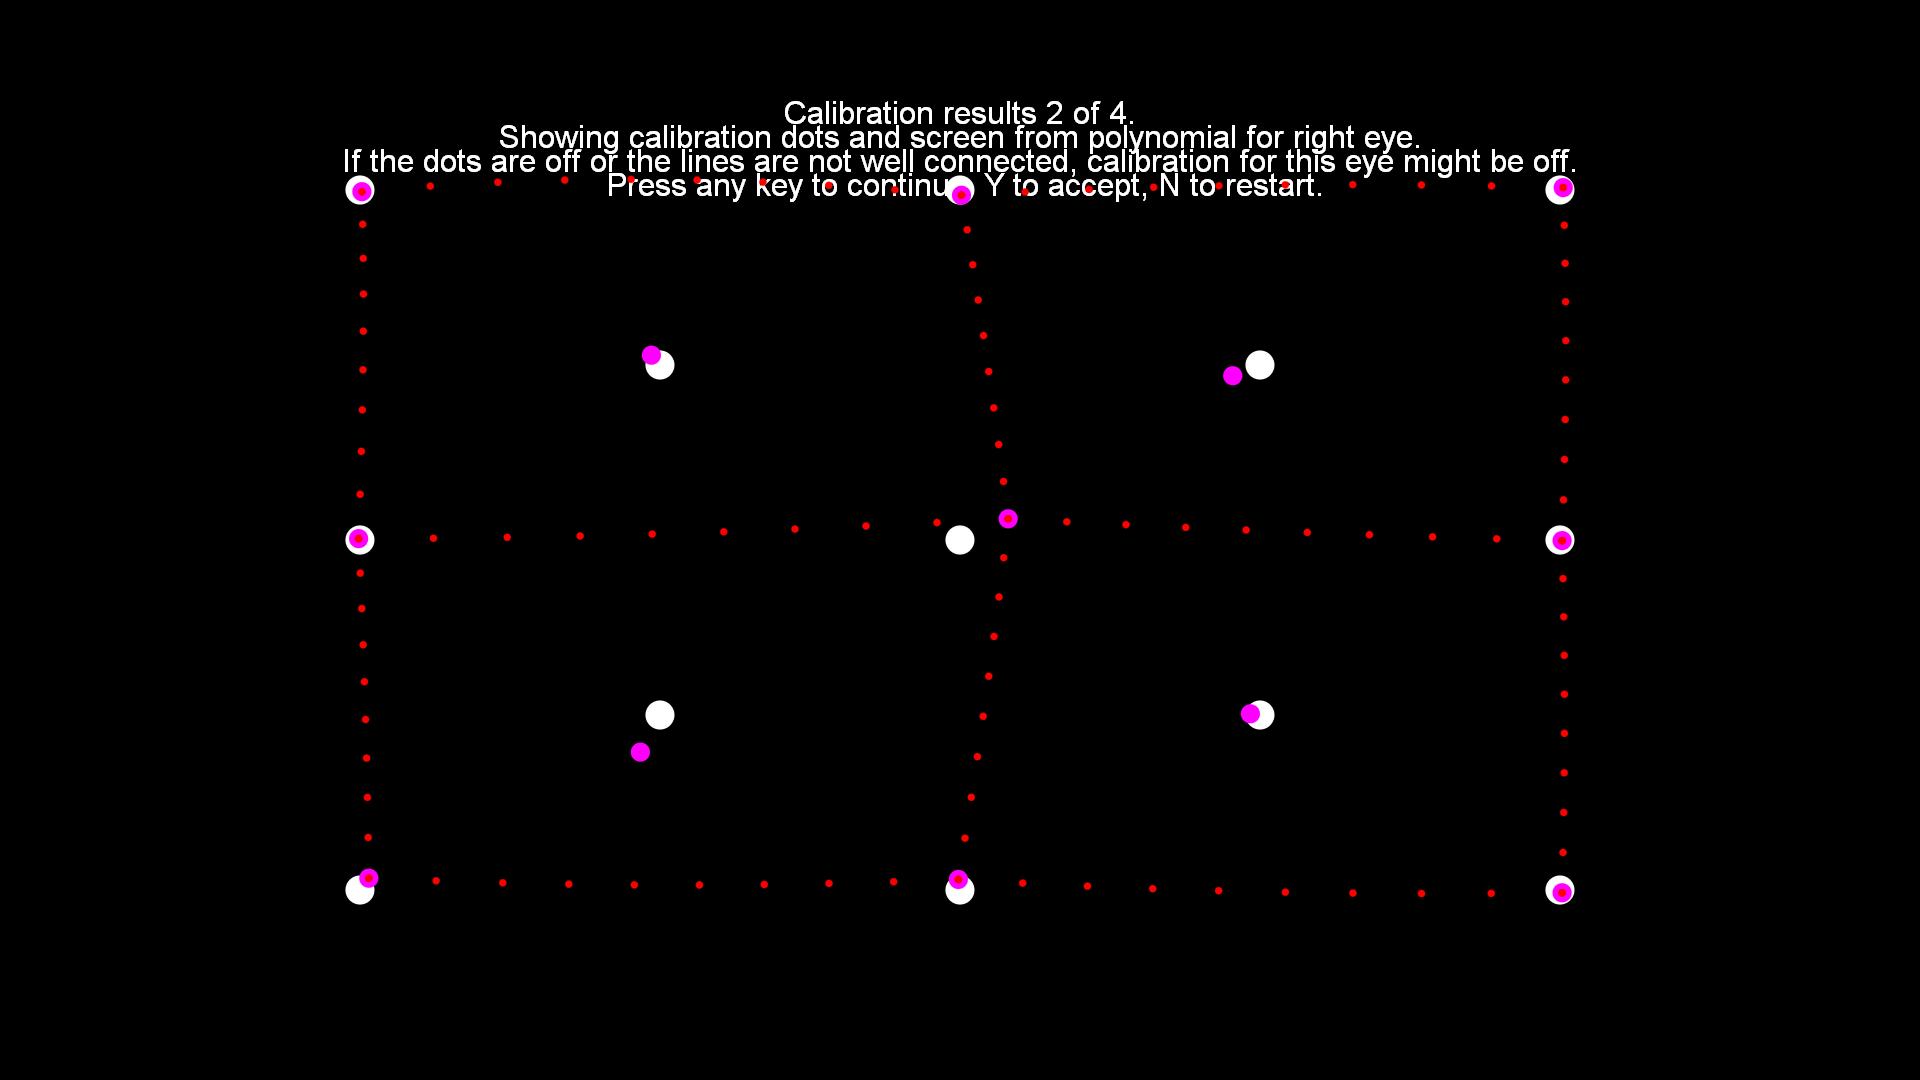 Calibration results 2 of 4.
Showing calibration dots and screen from polynomial for right eye.
If the dots are off or the lines are not well connected, calibration for this eye might be off.
Press any key to continue, Y to accept, N to restart.